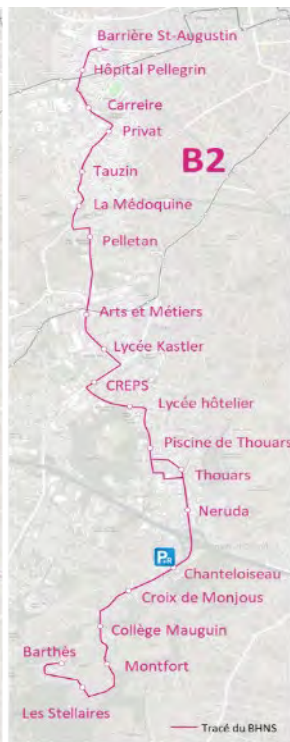 Barrière St-Augustin
Hôpital Pellegrin
Carreire
Privat
B2
Tauzin
La Médoquine
Pelletan
Arts et Métiers
Lycée Kastler
CREPS
Lycée hôtelier
Piscine de Thouars
Thouars
Neruda
P+R
Chanteloiseau
Croix de Monjous
Collège Mauguin
Barthès
Montfort
Les Stellaires
Tracé du BHNS